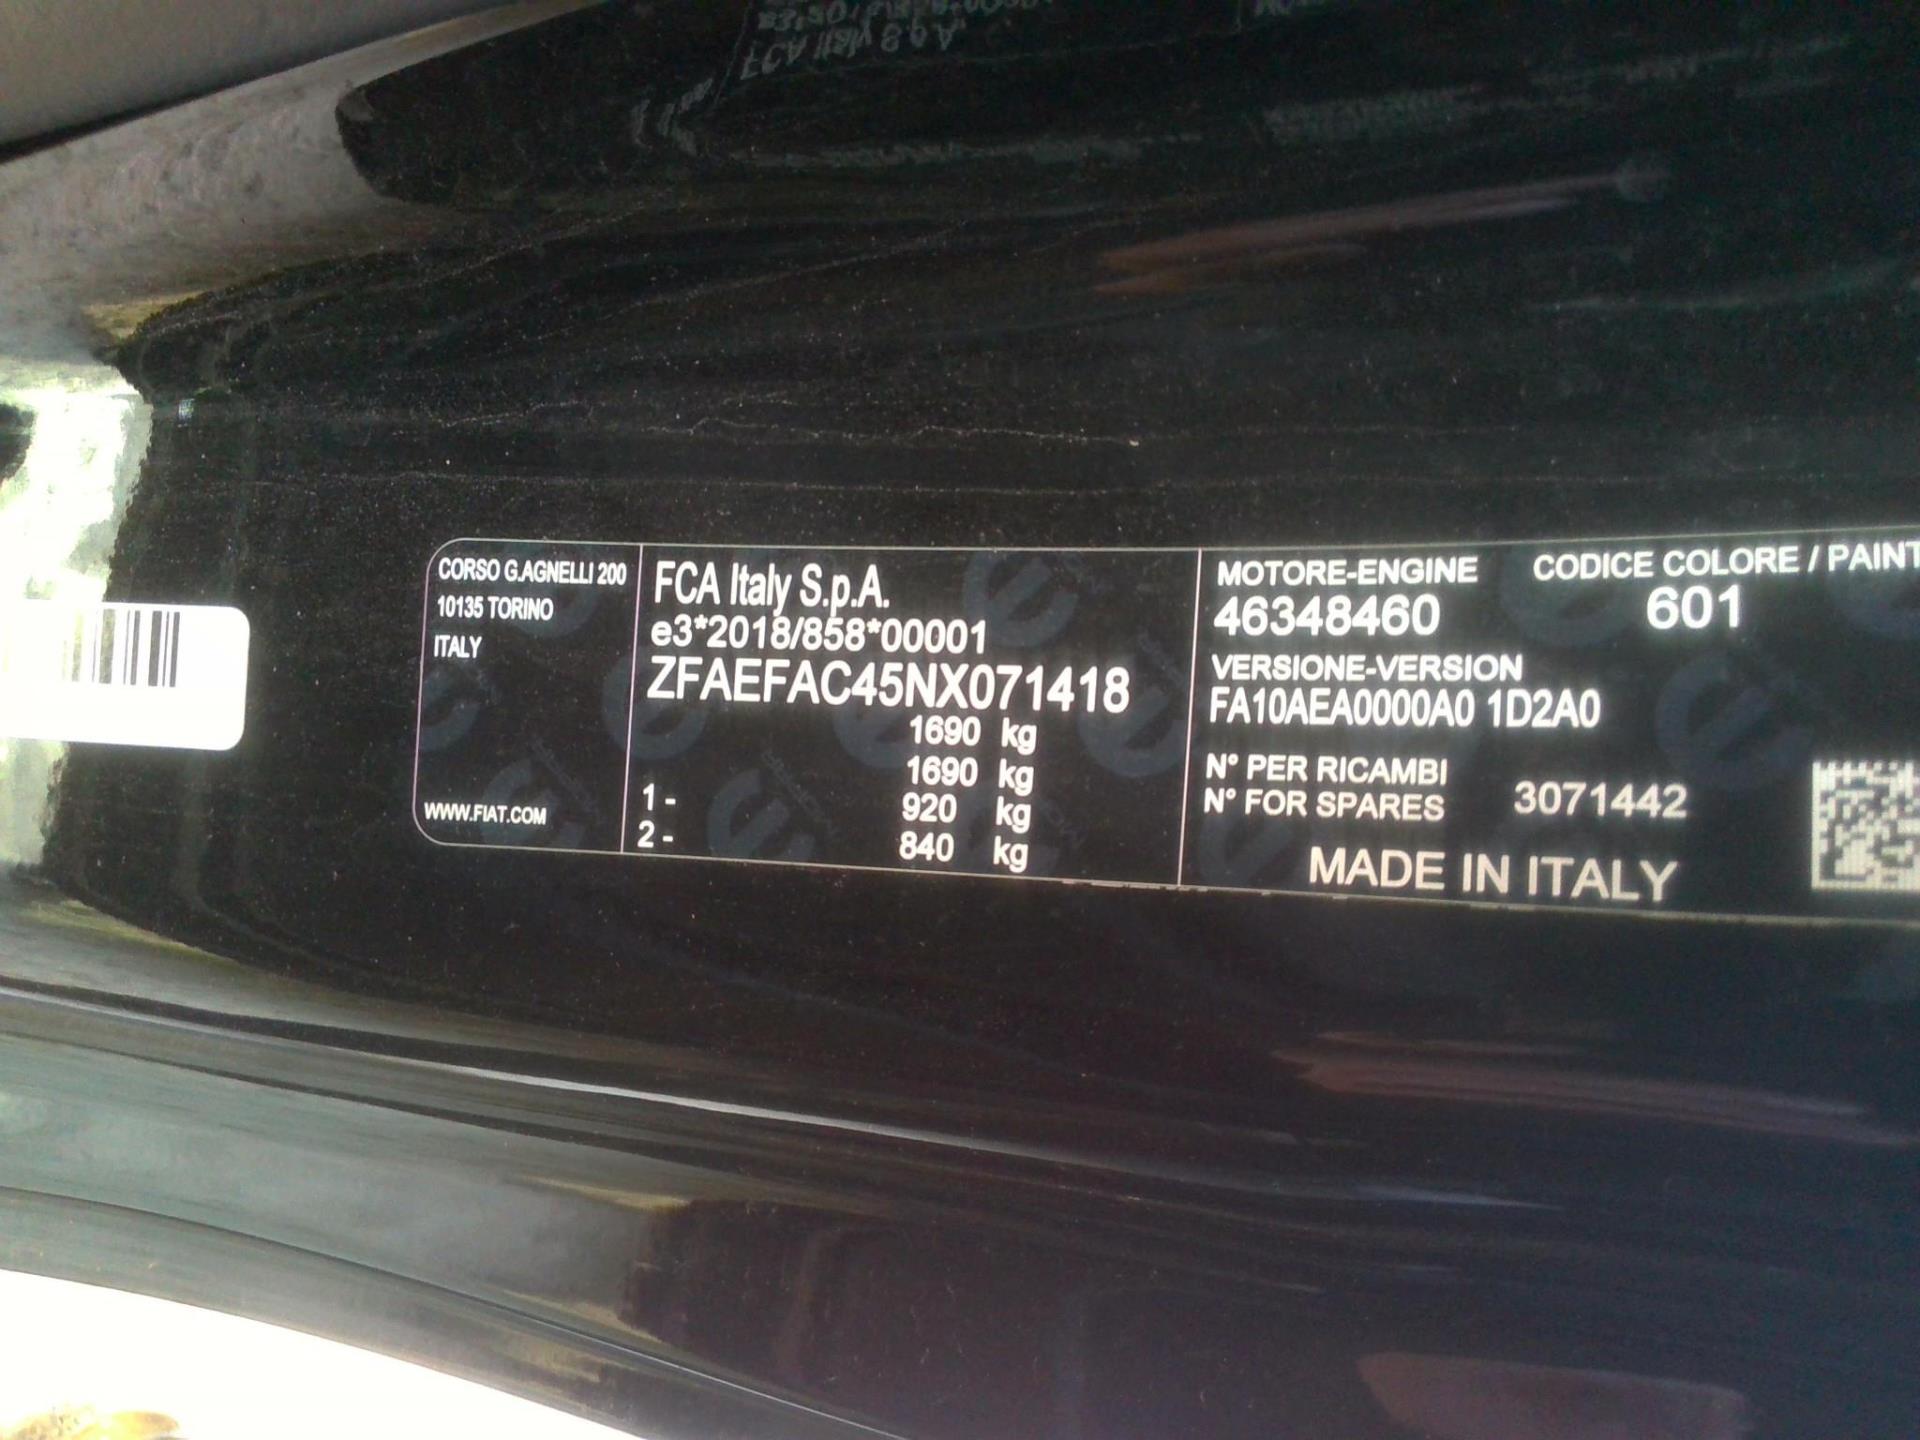 CORSO G.AGNELLI 200
10135 TORINO
ITALY
WWW.FIAT.COM
FCA Italy S.p.A.
e3*2018/858*00001
ZFAEFAC45NX071418
1690 kg
1690 kg
1 - 920 kg
2 - 840 kg
MOTORE-ENGINE
46348460
CODICE COLORE / PAINT
601
VERSIONE-VERSION
FA10AEA0000A0 1D2A0
N° PER RICAMBI
N° FOR SPARES
3071442
MADE IN ITALY